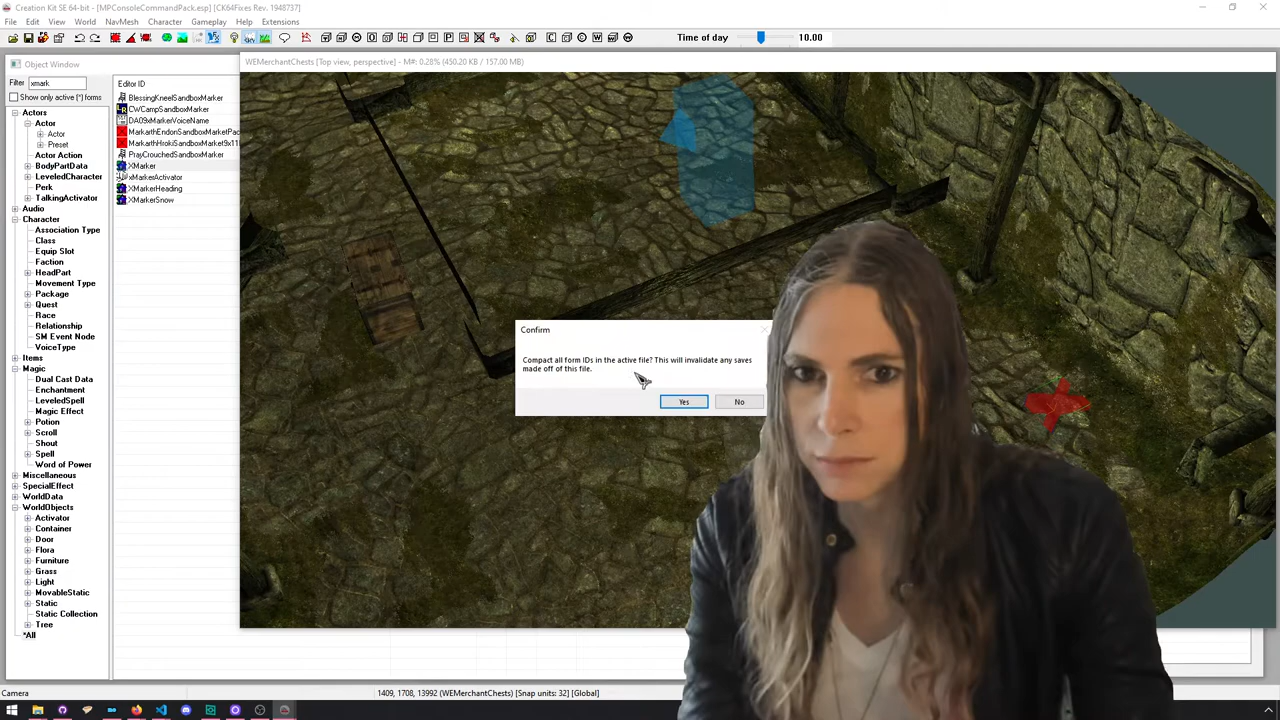 Creation Kit SE 64-bit - [MPConsoleCommandPack.esp] [CK64Fixes Rev. 1948737]
File Edit View World NavMesh Character Gameplay Help Extensions
Time of day 10.00
Object Window
WEMerchantChests [Top view, perspective] - M#: 0.28% (450.20 KB / 157.00 MB)
Filter xmark
Show only active [*] forms
Editor ID
Actors
Actor
Actor
Preset
Actor Action
BodyPartData
LeveledCharacter
Perk
TalkingActivator
Audio
Character
Association Type
Class
Equip Slot
Faction
HeadPart
Movement Type
Package
Quest
Race
Relationship
SM Event Node
VoiceType
Items
Magic
Dual Cast Data
Enchantment
LeveledSpell
Magic Effect
Potion
Scroll
Shout
Spell
Word of Power
Miscellaneous
SpecialEffect
WorldData
WorldObjects
Activator
Container
Door
Flora
Furniture
Grass
Light
MovableStatic
Static
Static Collection
Tree
*All
BlessingKneelSandboxMarker
CWCampSandboxMarker
DA09xMarkerVoiceName
MarkarthEndonSandboxMarketPac
MarkarthHrokiSandboxMarket9x11
PrayCrouchedSandboxMarker
XMarker
xMarkerActivator
XMarkerHeading
XMarkerSnow
Confirm
Compact all form IDs in the active file? This will invalidate any saves
made off of this file.
Yes No
Camera
1409, 1708, 13992 (WEMerchantChests) [Snap units: 32] [Global]